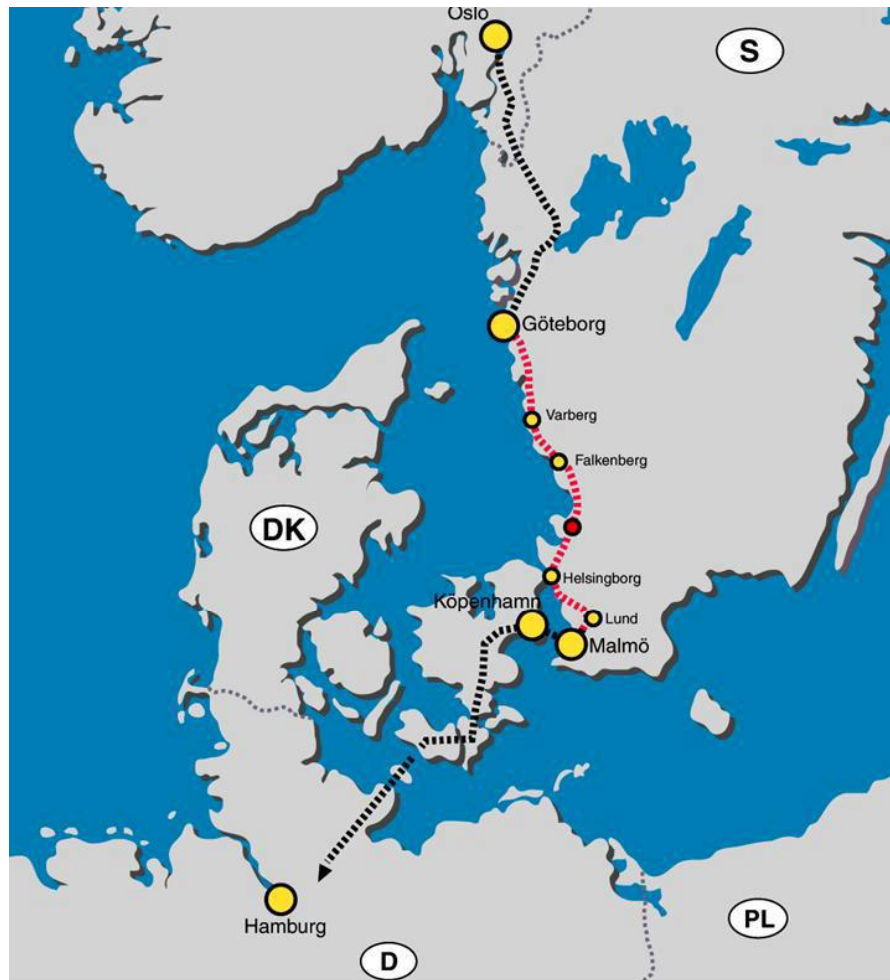 Oslo
S
Göteborg
Varberg
Falkenberg
DK
Helsingborg
Köpenhamn
Lund
Malmö
Hamburg
PL
D